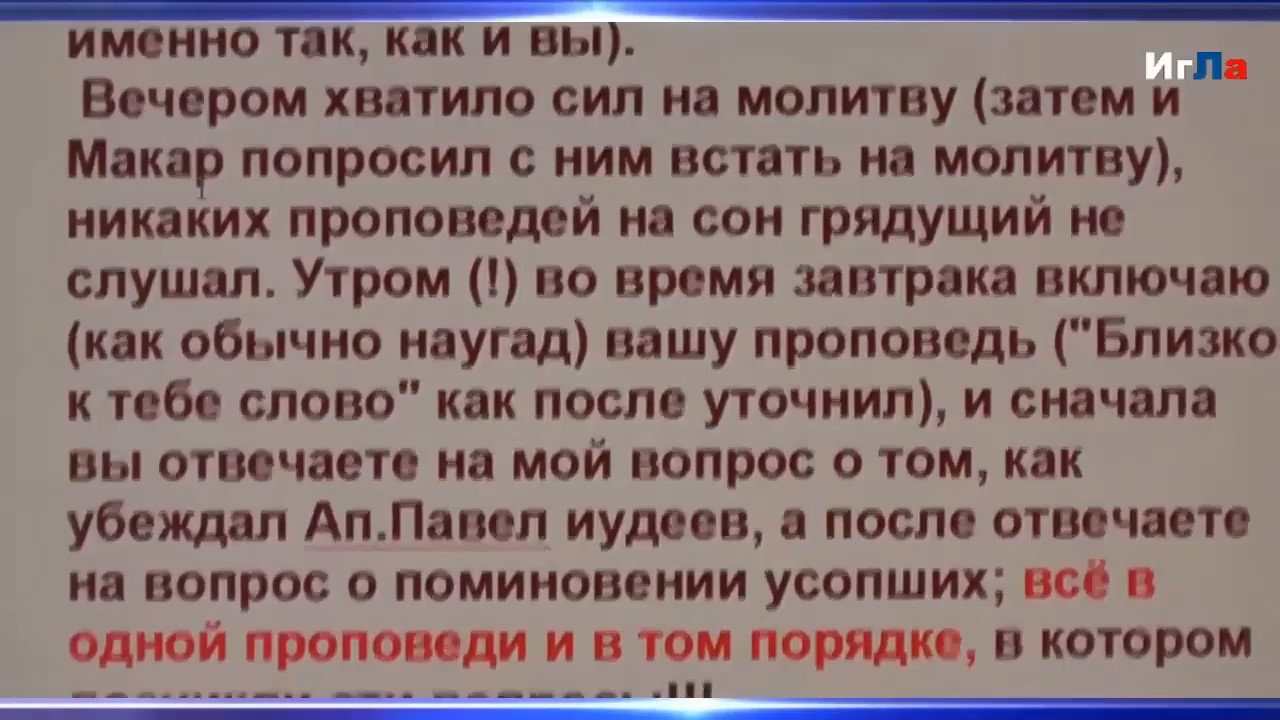 именно так, как и вы).
ИгЛа
Вечером хватило сил на молитву (затем и
Макар попросил с ним встать на молитву),
никаких проповедей на сон грядущий не
слушал. Утром (!) во время завтрака включаю
(как обычно наугад) вашу проповедь ("Близко
к тебе слово" как после уточнил), и сначала
вы отвечаете на мой вопрос о том, как
убеждал Ап.Павел иудеев, а после отвечаете
на вопрос о поминовении усопших; всё в
одной проповеди и в том порядке, в котором